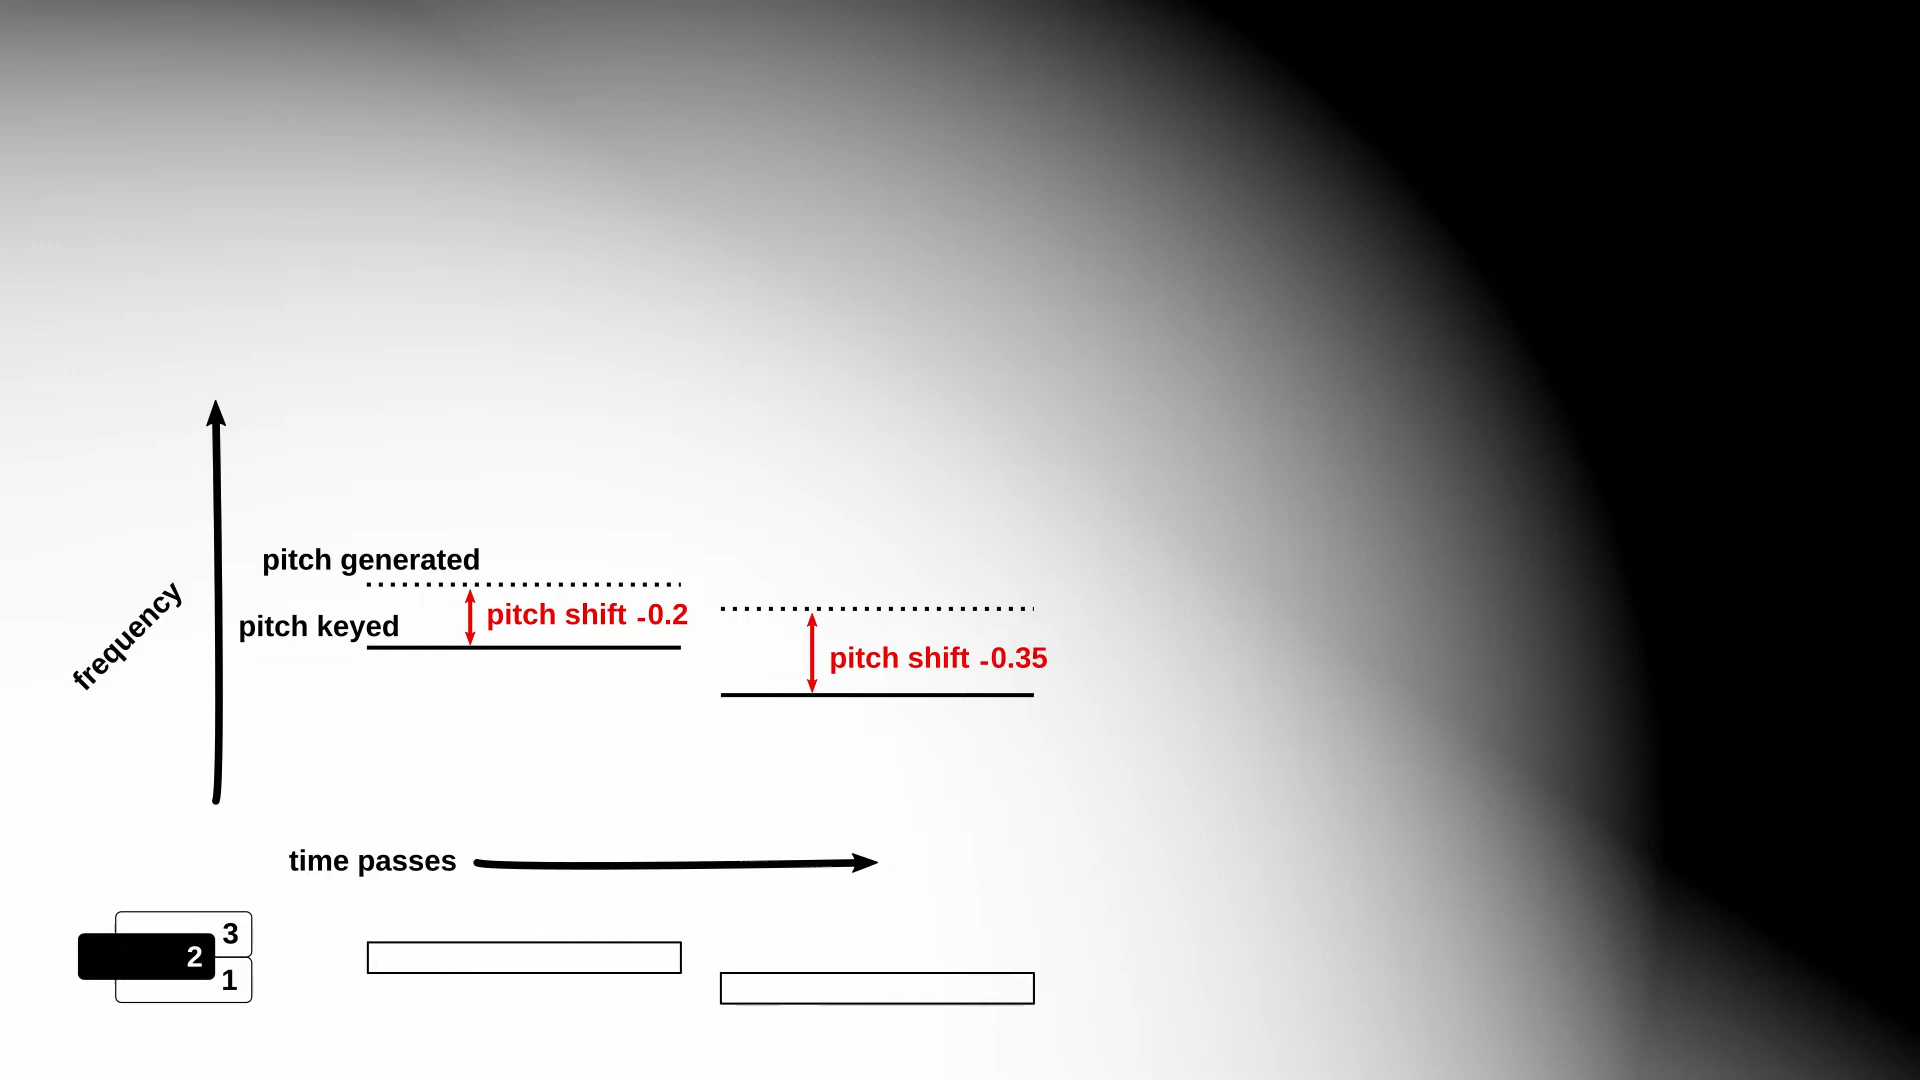 pitch generated
pitch shift -0.2
pitch keyed
pitch shift -0.35
frequency
time passes
3
2
1